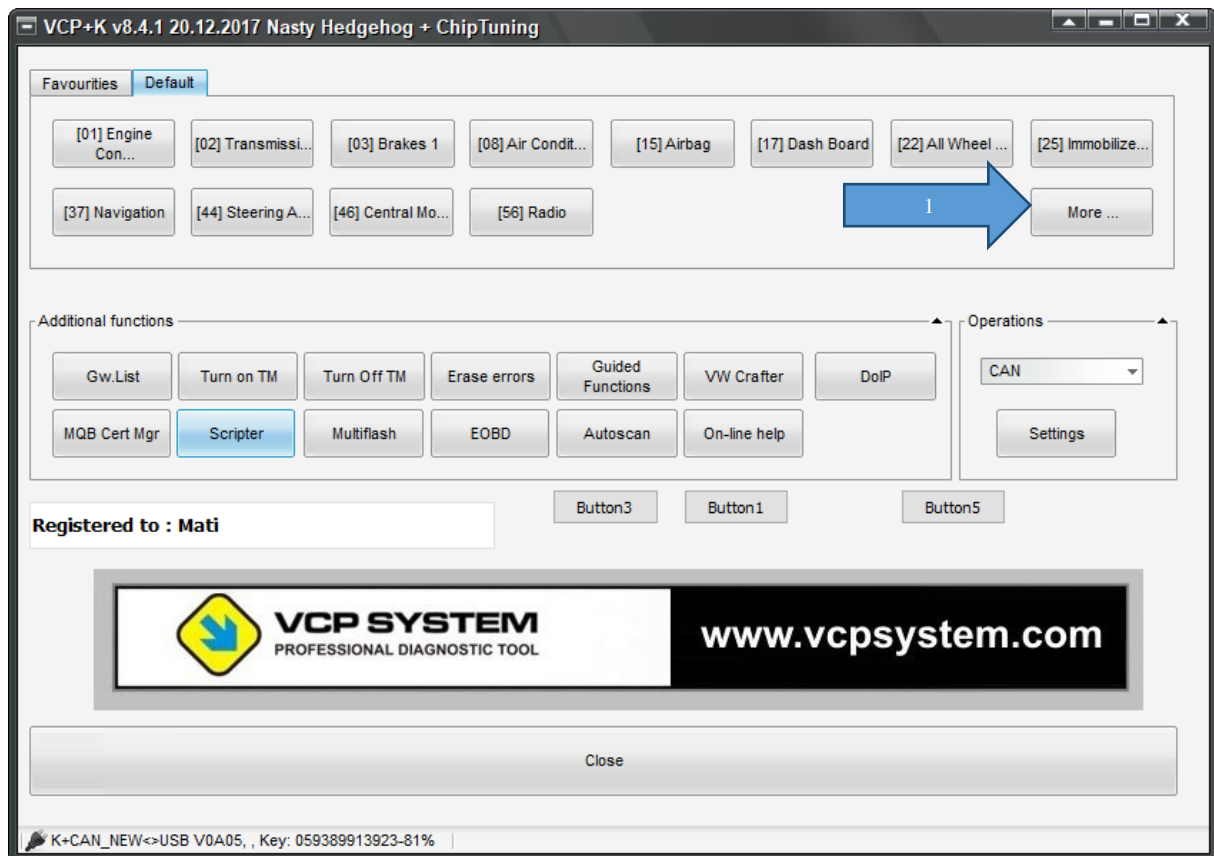 VCP+K v8.4.1 20.12.2017 Nasty Hedgehog + ChipTuning
Favourities Default
[01] Engine
Con...
[02] Transmissi...
[03] Brakes 1
[08] Air Condit...
[15] Airbag
[17] Dash Board
[22] All Wheel ...
[25] Immobilize...
[37] Navigation
[44] Steering A...
[46] Central Mo...
[56] Radio
1
More ...
Additional functions
Operations
Gw.List
Turn on TM
Turn Off TM
Erase errors
Guided
Functions
VW Crafter
DoIP
CAN
MQB Cert Mgr
Scripter
Multiflash
EOBD
Autoscan
On-line help
Settings
Button3
Button1
Button5
Registered to : Mati
VCP SYSTEM
PROFESSIONAL DIAGNOSTIC TOOL
www.vcpsystem.com
Close
K+CAN_NEW<>USB V0A05, , Key: 059389913923-81%